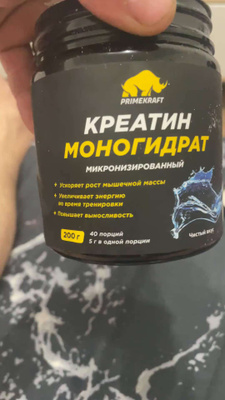 PRIMEKRAFT
КРЕАТИН
МОНОГИДРАТ
МИКРОНИЗИРОВАННЫЙ
+ Ускоряет рост мышечной массы
+ Увеличивает энергию
во время тренировки
+ Повышает выносливость
200 г
40 порций
5 г в одной порции
Чистый вкус